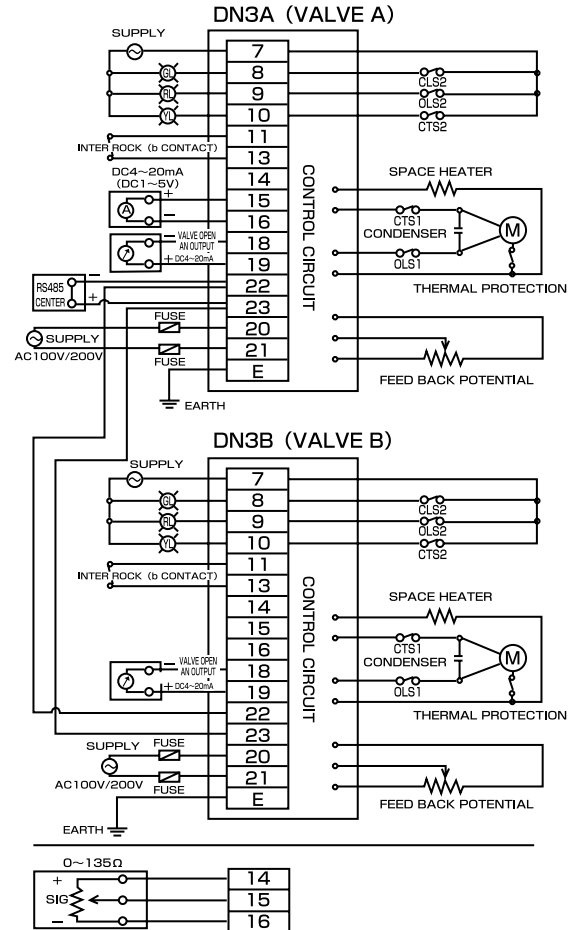 DN3A (VALVE A)
SUPPLY
7
GL
8
CLS2
RL
9
OLS2
YL
10
CTS2
11
INTER ROCK (b CONTACT)
13
DC4~20mA
(DC1~5V)
14
SPACE HEATER
+
15
A
–
16
CTS1
CONDENSER
M
– VALVE OPEN
AN OUTPUT
18
+ DC4~20mA
19
OLS1
CONTROL CIRCUIT
THERMAL PROTECTION
RS485
CENTER
–
+
22
23
FUSE
20
SUPPLY
AC100V/200V
21
FUSE
FEED BACK POTENTIAL
E
EARTH
DN3B (VALVE B)
SUPPLY
7
GL
8
CLS2
RL
9
OLS2
YL
10
CTS2
11
INTER ROCK (b CONTACT)
13
14
SPACE HEATER
15
16
CTS1
CONDENSER
M
– VALVE OPEN
AN OUTPUT
18
+ DC4~20mA
19
OLS1
CONTROL CIRCUIT
22
THERMAL PROTECTION
23
SUPPLY
FUSE
20
AC100V/200V
21
FUSE
FEED BACK POTENTIAL
E
EARTH
0~135Ω
+
14
SIG
15
–
16